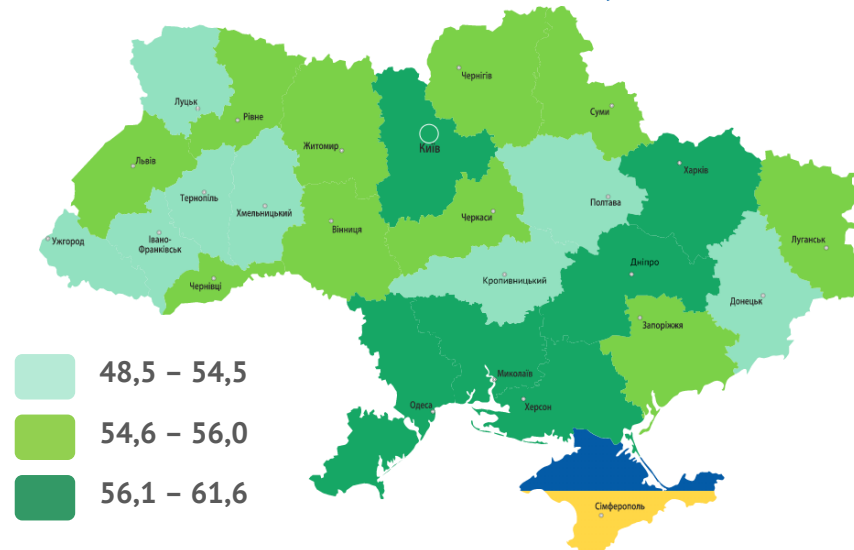 Чернігів
Луцьк
Суми
Рівне
Київ
Житомир
Львів
Харків
Тернопіль
Хмельницький
Полтава
Черкаси
Вінниця
Ужгород
Івано-
Франківськ
Луганськ
Дніпро
Кропивницький
Чернівці
Донецьк
Запоріжжя
Миколаїв
Херсон
Одеса
Сімферополь
48,5 – 54,5
54,6 – 56,0
56,1 – 61,6